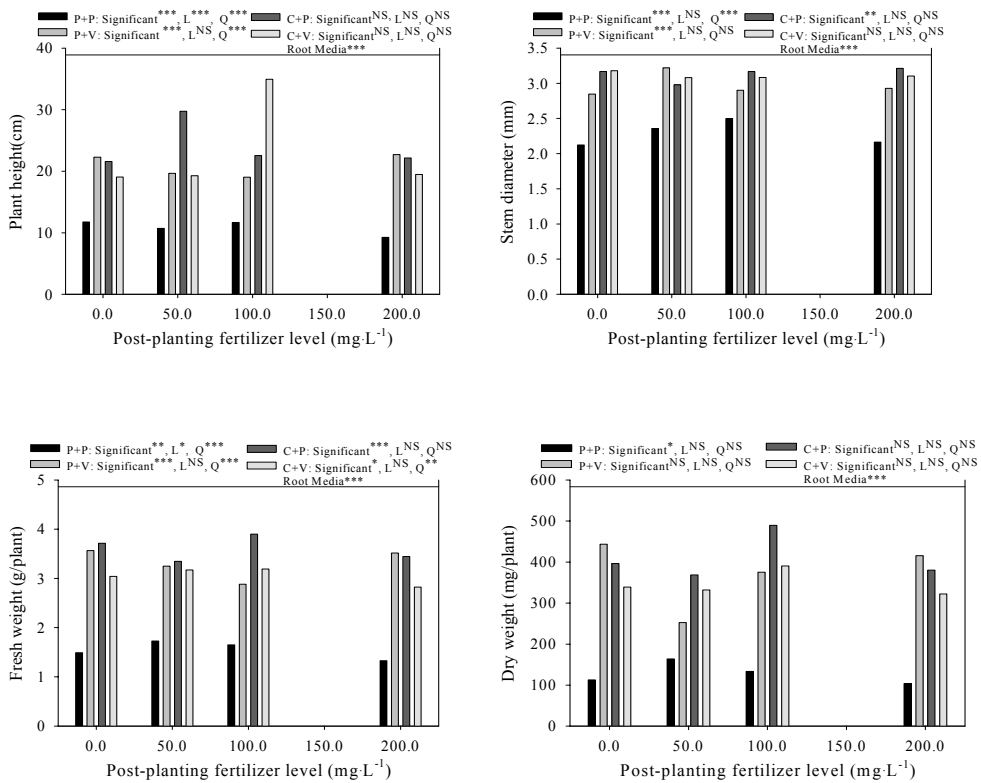 P+P: Significant***, L***, Q***
C+P: Significant^NS, L^NS, Q^NS
P+V: Significant***, L^NS, Q***
C+V: Significant^NS, L^NS, Q^NS
Root Media***
Plant height(cm)
40
30
20
10
0
0.0 50.0 100.0 150.0 200.0
Post-planting fertilizer level (mg·L^-1)
P+P: Significant***, L^NS, Q***
C+P: Significant**, L^NS, Q^NS
P+V: Significant***, L^NS, Q^NS
C+V: Significant^NS, L^NS, Q^NS
Root Media***
Stem diameter (mm)
3.5
3.0
2.5
2.0
1.5
1.0
0.5
0.0
0.0 50.0 100.0 150.0 200.0
Post-planting fertilizer level (mg·L^-1)
P+P: Significant**, L*, Q***
C+P: Significant***, L^NS, Q^NS
P+V: Significant***, L^NS, Q***
C+V: Significant*, L^NS, Q**
Root Media***
Fresh weight (g/plant)
5
4
3
2
1
0
0.0 50.0 100.0 150.0 200.0
Post-planting fertilizer level (mg·L^-1)
P+P: Significant*, L^NS, Q^NS
C+P: Significant^NS, L^NS, Q^NS
P+V: Significant^NS, L^NS, Q^NS
C+V: Significant^NS, L^NS, Q^NS
Root Media***
Dry weight (mg/plant)
600
500
400
300
200
100
0
0.0 50.0 100.0 150.0 200.0
Post-planting fertilizer level (mg·L^-1)